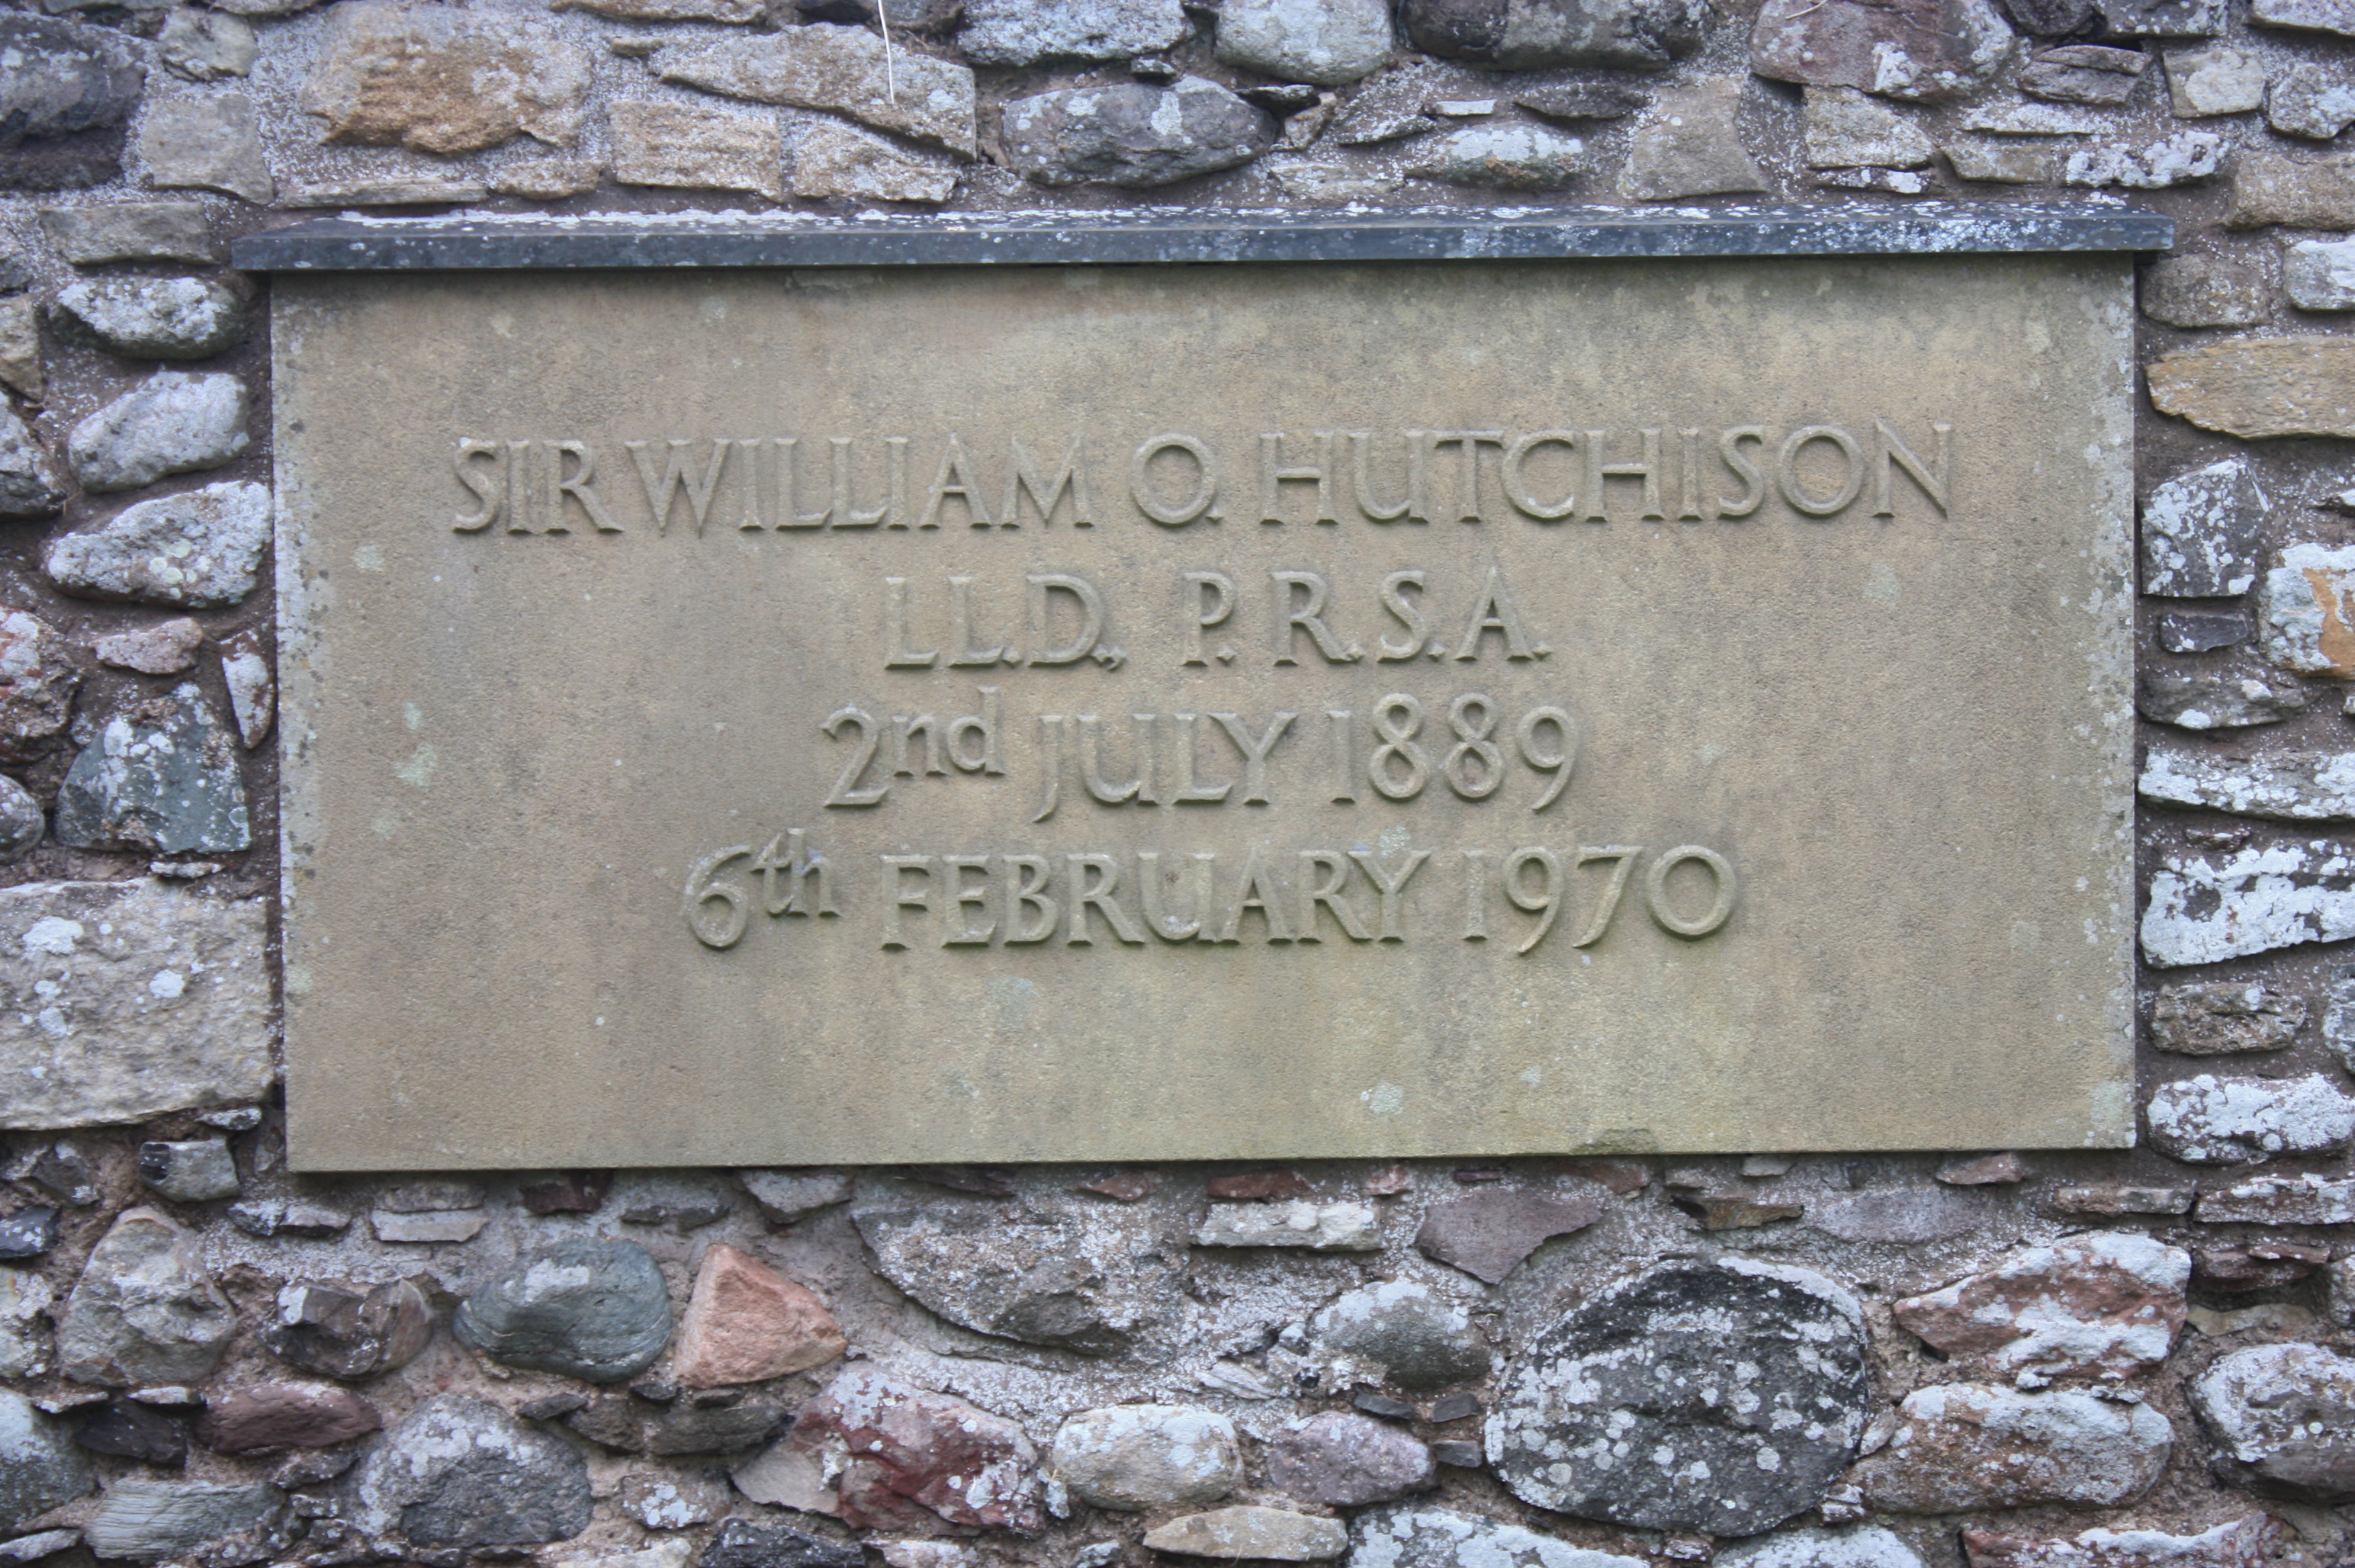 SIR WILLIAM O. HUTCHISON
LL.D., P.R.S.A.
2nd JULY 1889
6th FEBRUARY 1970